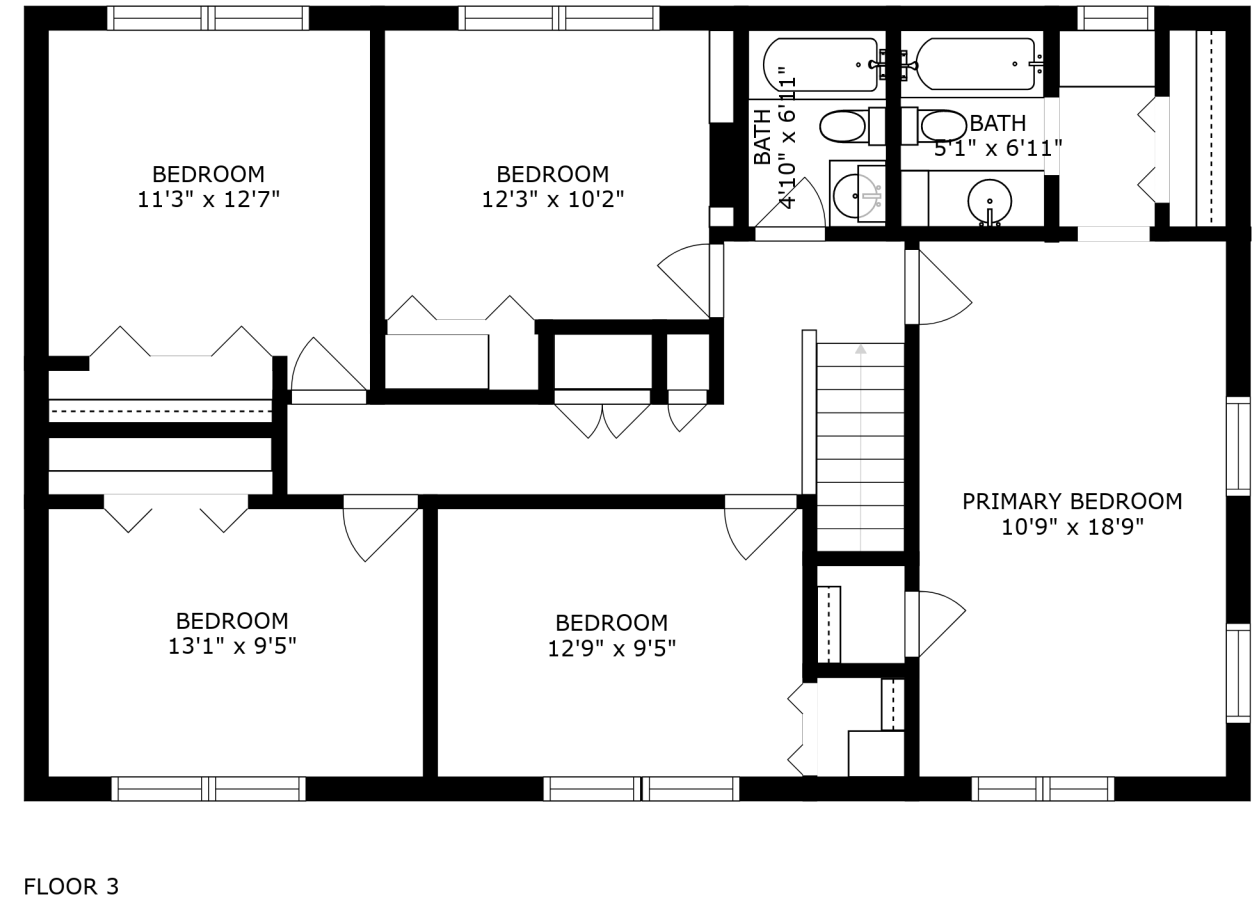 BEDROOM
11'3" x 12'7"
BEDROOM
12'3" x 10'2"
BATH
4'10" x 6'11"
BATH
5'1" x 6'11"
PRIMARY BEDROOM
10'9" x 18'9"
BEDROOM
13'1" x 9'5"
BEDROOM
12'9" x 9'5"
FLOOR 3